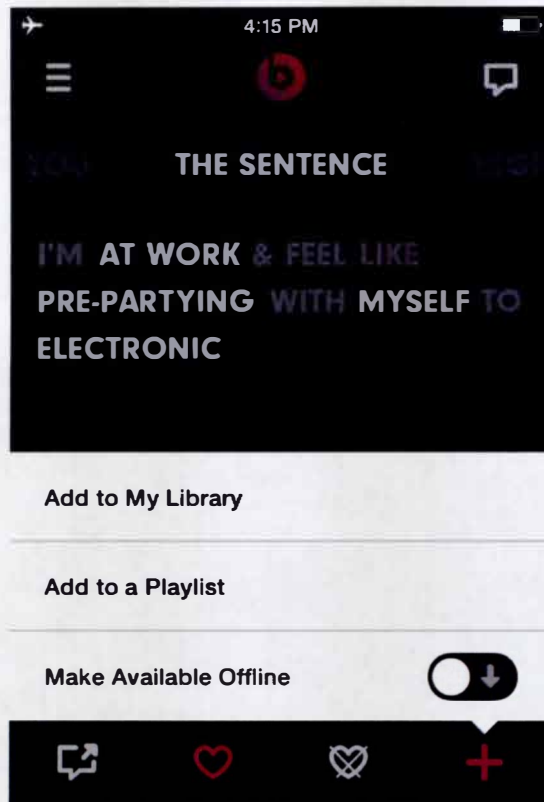 4:15 PM
THE SENTENCE
I'M AT WORK & FEEL LIKE
PRE-PARTYING WITH MYSELF TO
ELECTRONIC
Add to My Library
Add to a Playlist
Make Available Offline